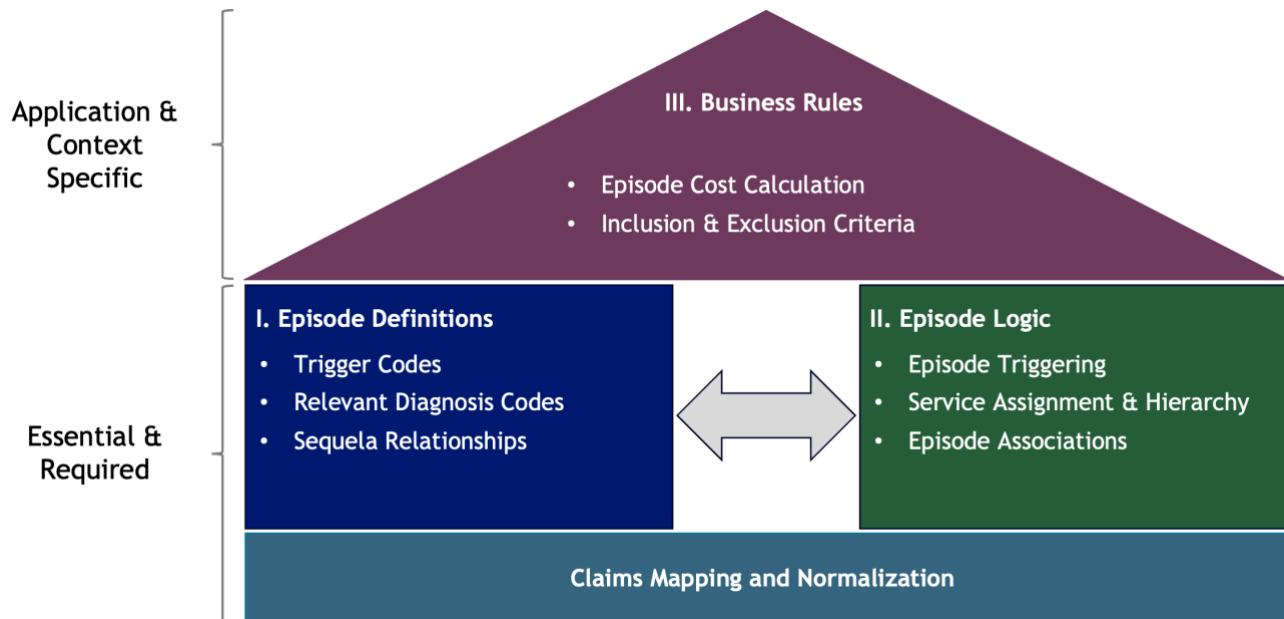 Application &
Context
Specific
III. Business Rules
• Episode Cost Calculation
• Inclusion & Exclusion Criteria
Essential &
Required
I. Episode Definitions
• Trigger Codes
• Relevant Diagnosis Codes
• Sequela Relationships
II. Episode Logic
• Episode Triggering
• Service Assignment & Hierarchy
• Episode Associations
Claims Mapping and Normalization